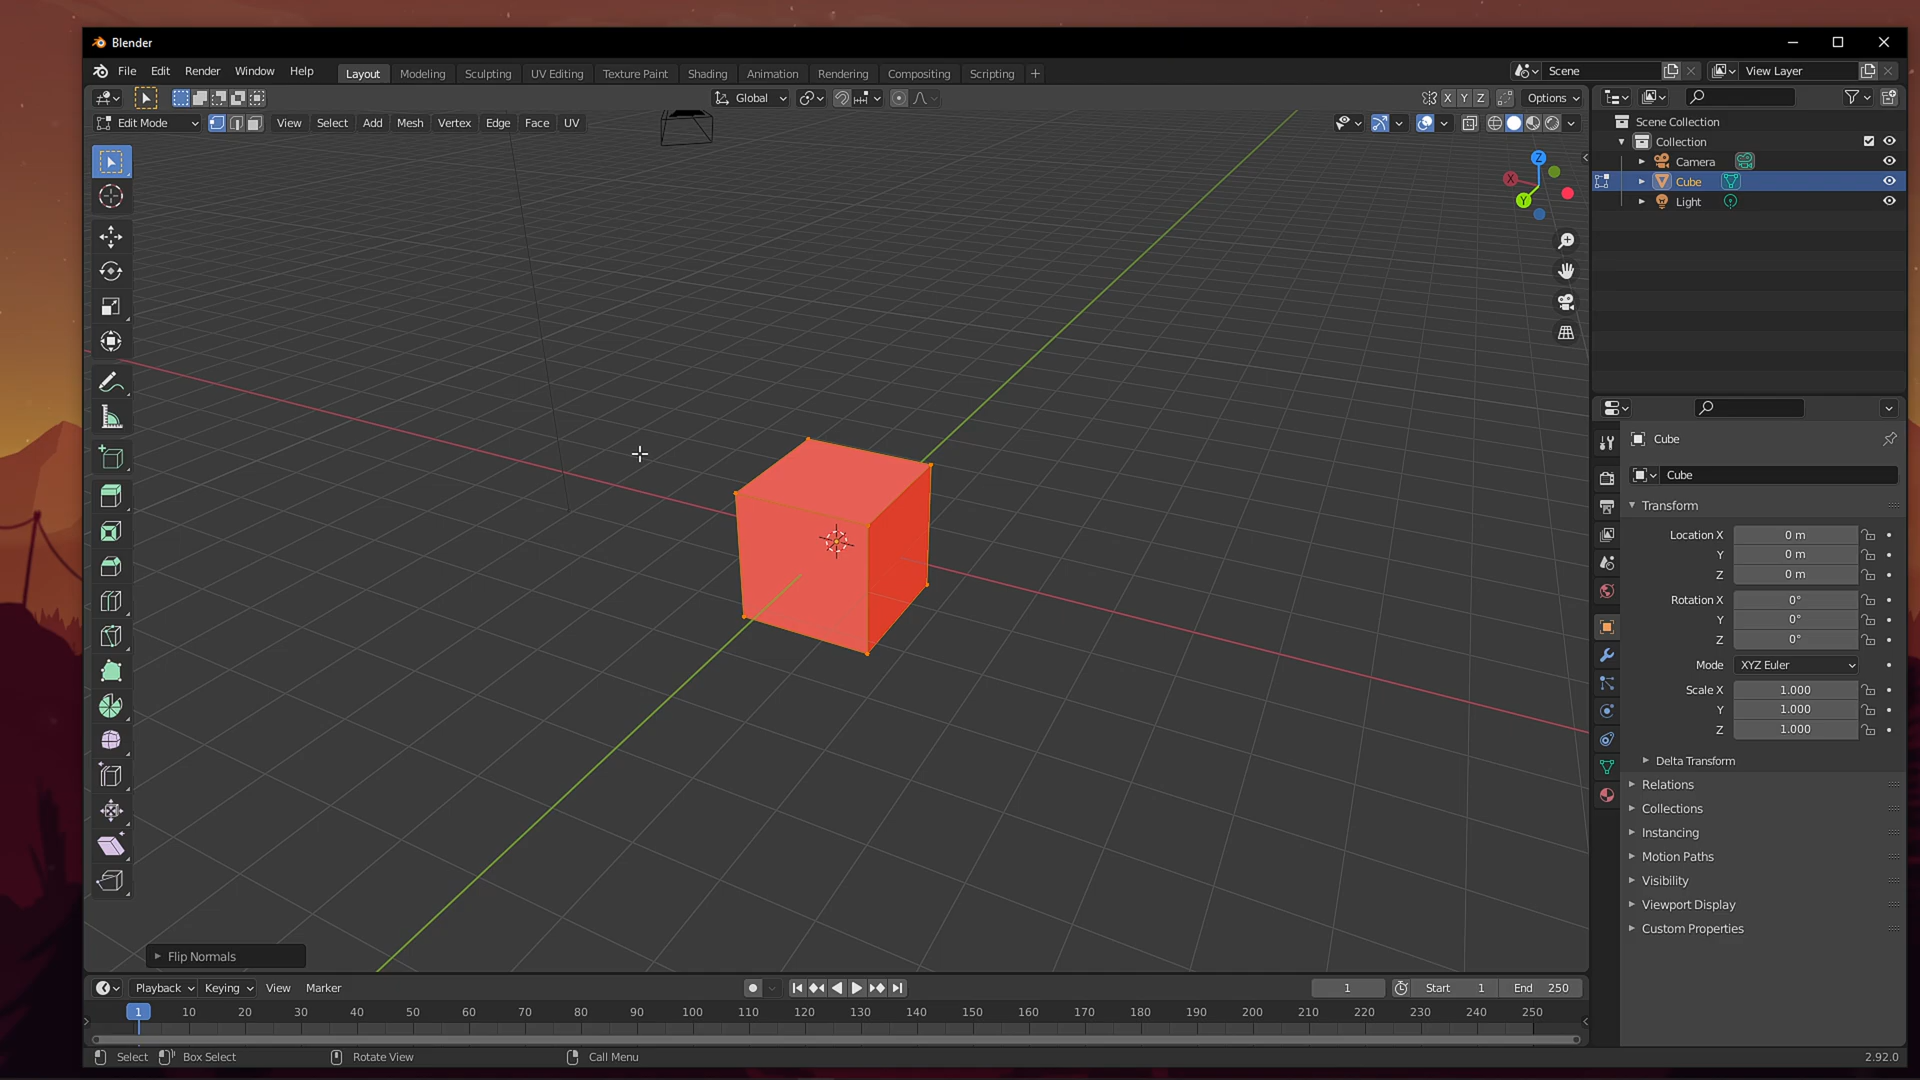 Blender
File Edit Render Window Help Layout Modeling Sculpting UV Editing Texture Paint Shading Animation Rendering Compositing Scripting + Scene View Layer
Global X Y Z Options
Edit Mode View Select Add Mesh Vertex Edge Face UV
Scene Collection
Collection
Camera
Cube
Light
Z
X
Y
Cube
Cube
Transform
Location X 0 m
Y 0 m
Z 0 m
Rotation X 0°
Y 0°
Z 0°
Mode XYZ Euler
Scale X 1.000
Y 1.000
Z 1.000
Delta Transform
Relations
Collections
Instancing
Motion Paths
Visibility
Viewport Display
Custom Properties
Flip Normals
Playback Keying View Marker 1 Start 1 End 250
1 10 20 30 40 50 60 70 80 90 100 110 120 130 140 150 160 170 180 190 200 210 220 230 240 250
Select Box Select Rotate View Call Menu 2.92.0